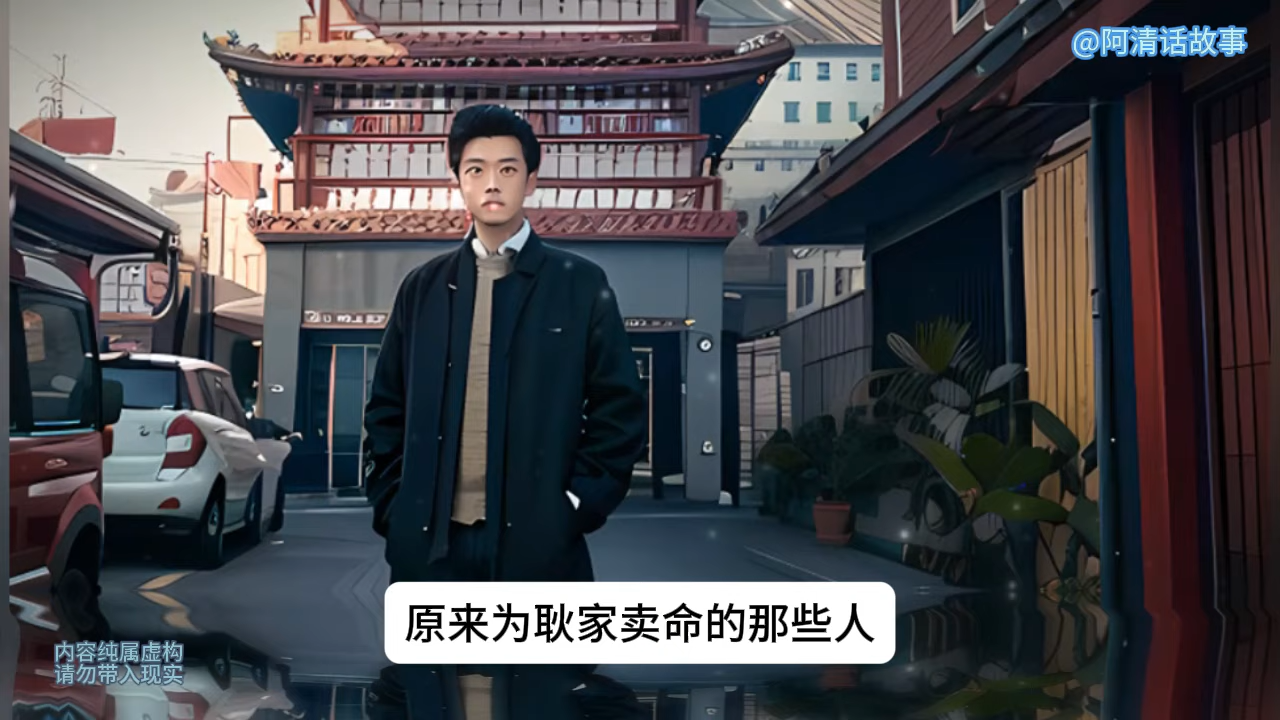 @阿清话故事
原来为耿家卖命的那些人
内容纯属虚构
请勿带入现实